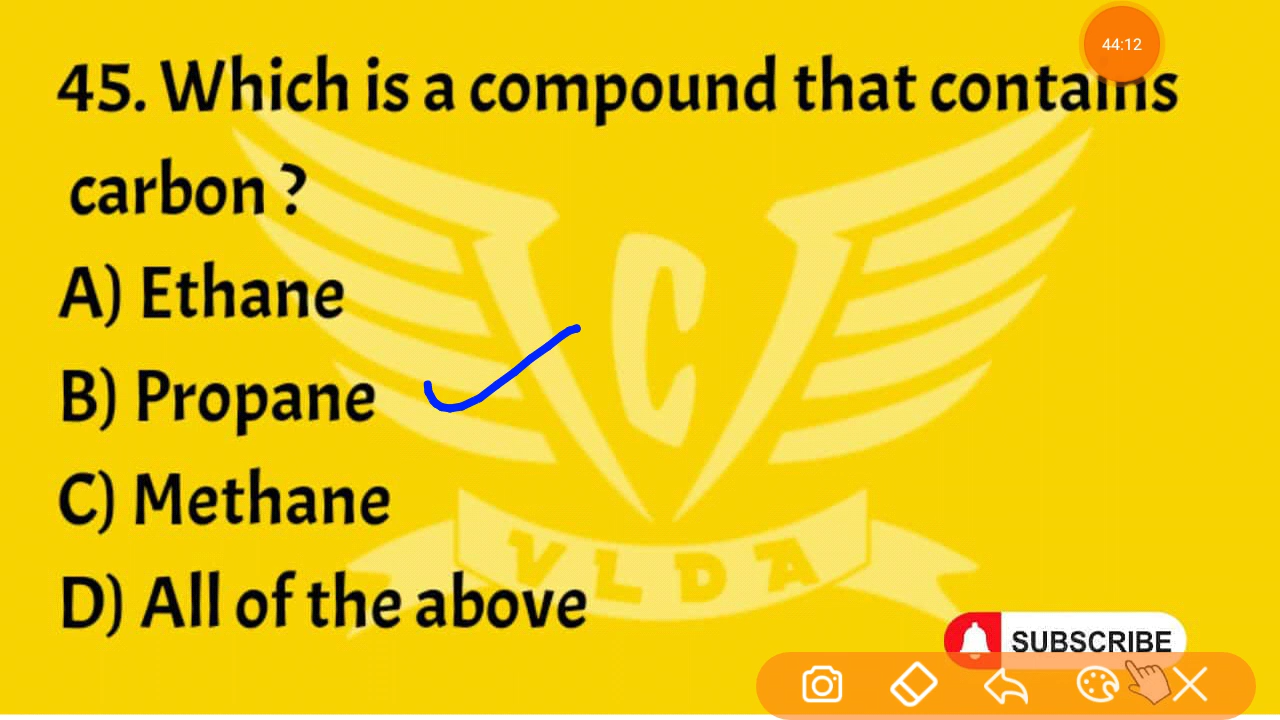 44:12
45. Which is a compound that contains
carbon ?
A) Ethane
B) Propane
C) Methane
D) All of the above
C
VLDA
SUBSCRIBE